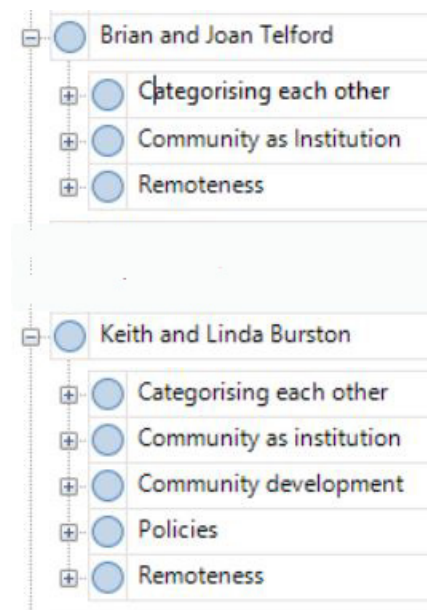 Brian and Joan Telford
Categorising each other
Community as Institution
Remoteness
Keith and Linda Burston
Categorising each other
Community as institution
Community development
Policies
Remoteness